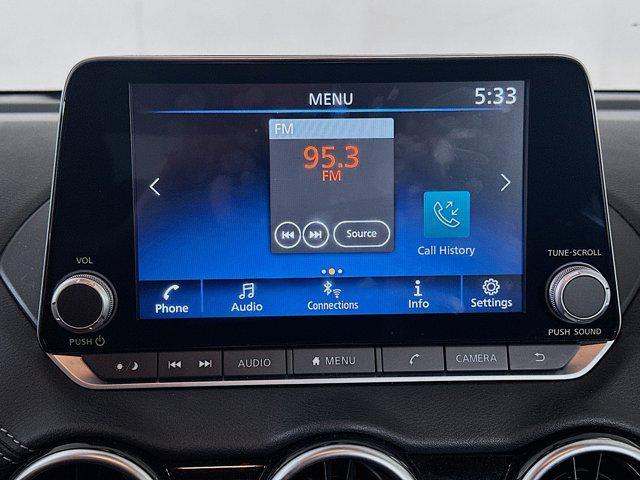 MENU
5:33
FM
95.3
FM
Source
Call History
VOL
TUNE-SCROLL
Phone
Audio
Connections
Info
Settings
PUSH
PUSH SOUND
AUDIO
MENU
CAMERA